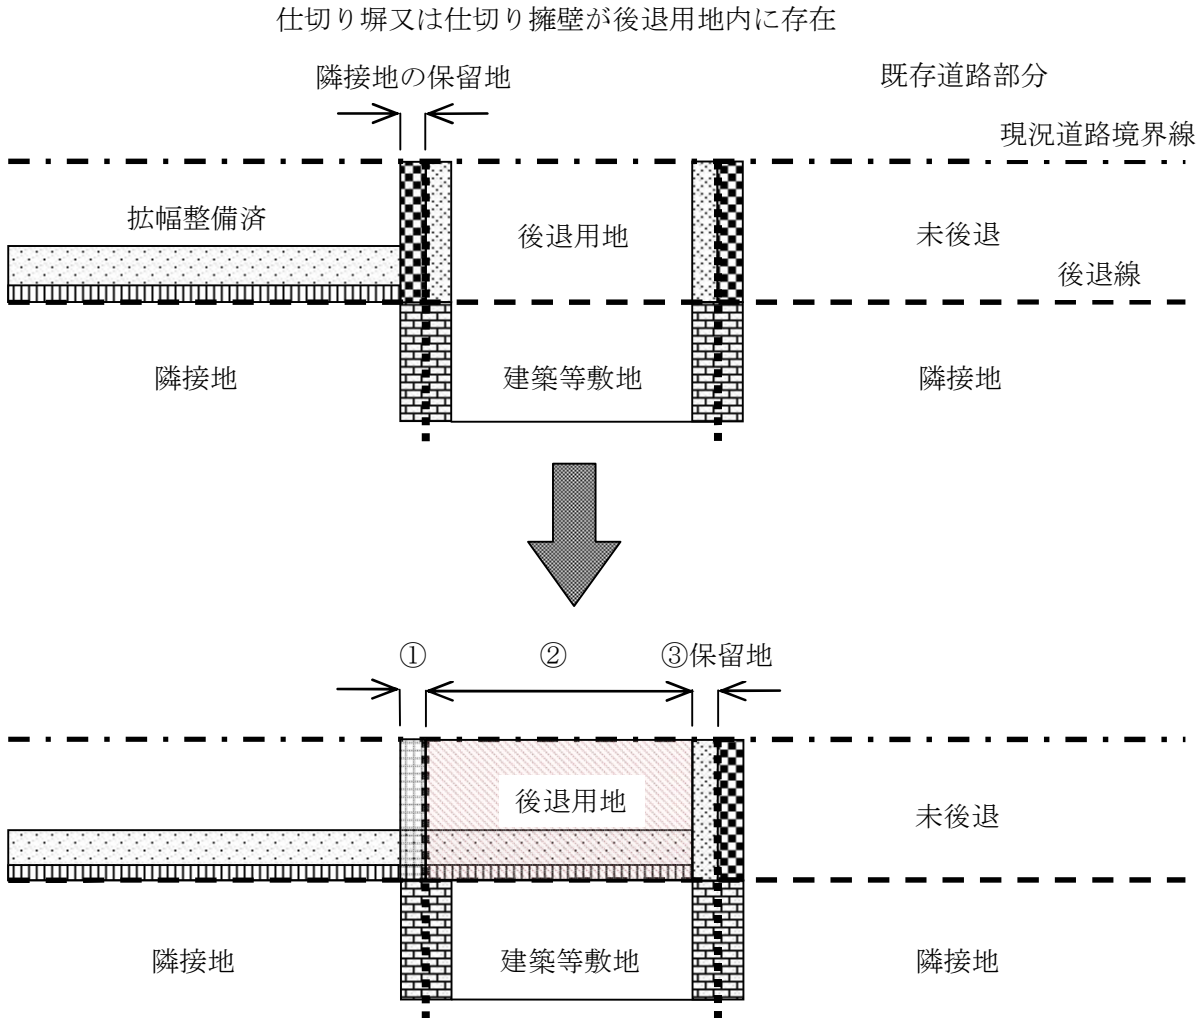 仕切り塀又は仕切り擁壁が後退用地内に存在
隣接地の保留地
既存道路部分
現況道路境界線
拡幅整備済
後退用地
未後退
後退線
隣接地
建築等敷地
隣接地
①
②
③保留地
後退用地
未後退
隣接地
建築等敷地
隣接地